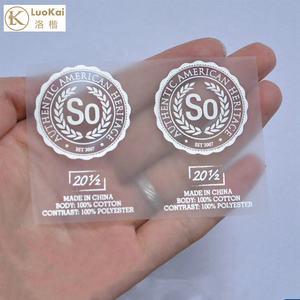 LuoKai
洛楷
AUTHENTIC AMERICAN HERITAGE
So
EST 2007
20½
MADE IN CHINA
BODY: 100% COTTON
CONTRAST: 100% POLYESTER
AUTHENTIC AMERICAN HERITAGE
So
EST 2007
20½
MADE IN CHINA
BODY: 100% COTTON
CONTRAST: 100% POLYESTER